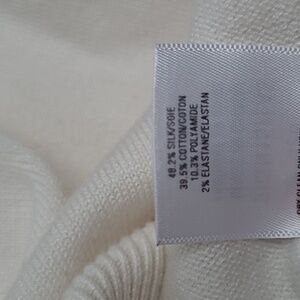 48.2% SILK/SOIE
39.5% COTTON/COTON
10.3% POLYAMIDE
2% ELASTANE/ELASTAN